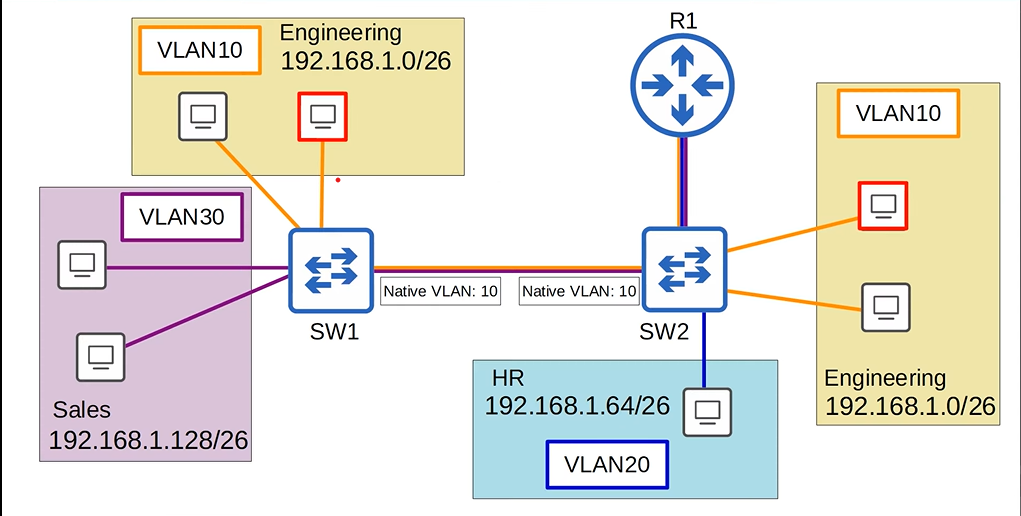 R1
VLAN10
Engineering
192.168.1.0/26
VLAN10
VLAN30
Native VLAN: 10
Native VLAN: 10
SW1
SW2
Sales
192.168.1.128/26
HR
192.168.1.64/26
VLAN20
Engineering
192.168.1.0/26